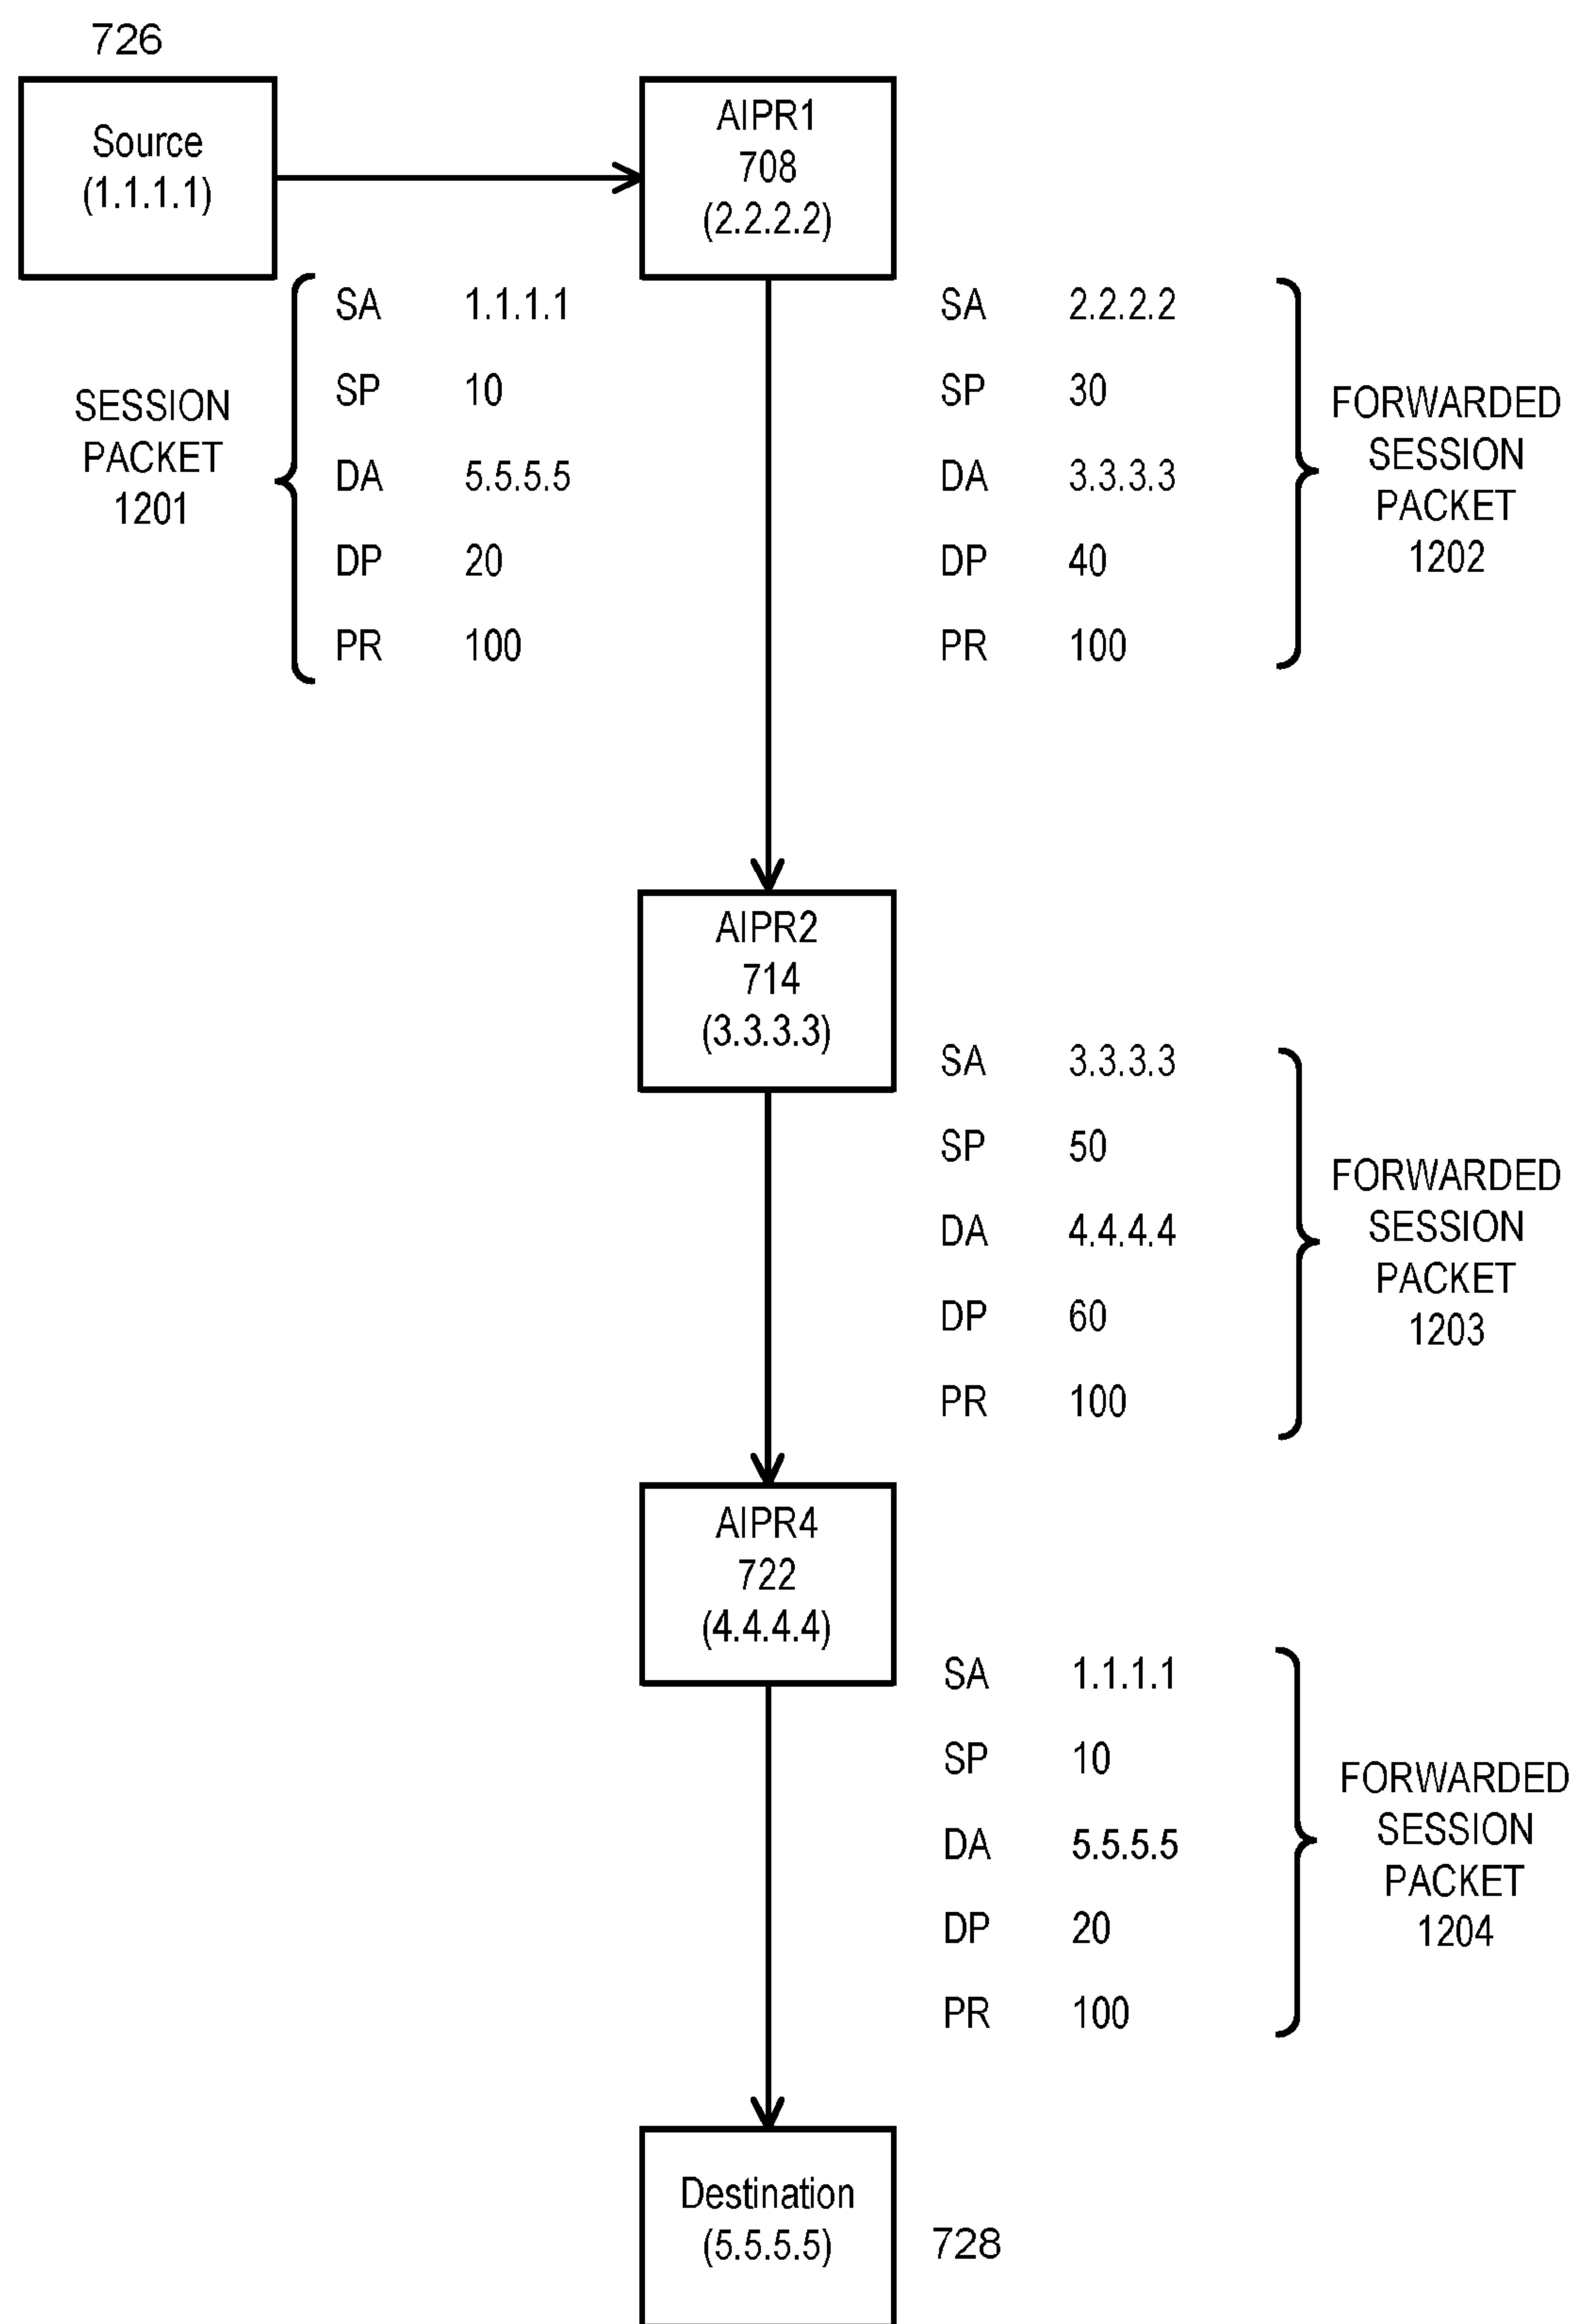 726
Source
(1.1.1.1)
AIPR1
708
(2.2.2.2)
SESSION
PACKET
1201
SA 1.1.1.1
SP 10
DA 5.5.5.5
DP 20
PR 100
SA 2.2.2.2
SP 30
DA 3.3.3.3
DP 40
PR 100
FORWARDED
SESSION
PACKET
1202
AIPR2
714
(3.3.3.3)
SA 3.3.3.3
SP 50
DA 4.4.4.4
DP 60
PR 100
FORWARDED
SESSION
PACKET
1203
AIPR4
722
(4.4.4.4)
SA 1.1.1.1
SP 10
DA 5.5.5.5
DP 20
PR 100
FORWARDED
SESSION
PACKET
1204
Destination
(5.5.5.5)
728